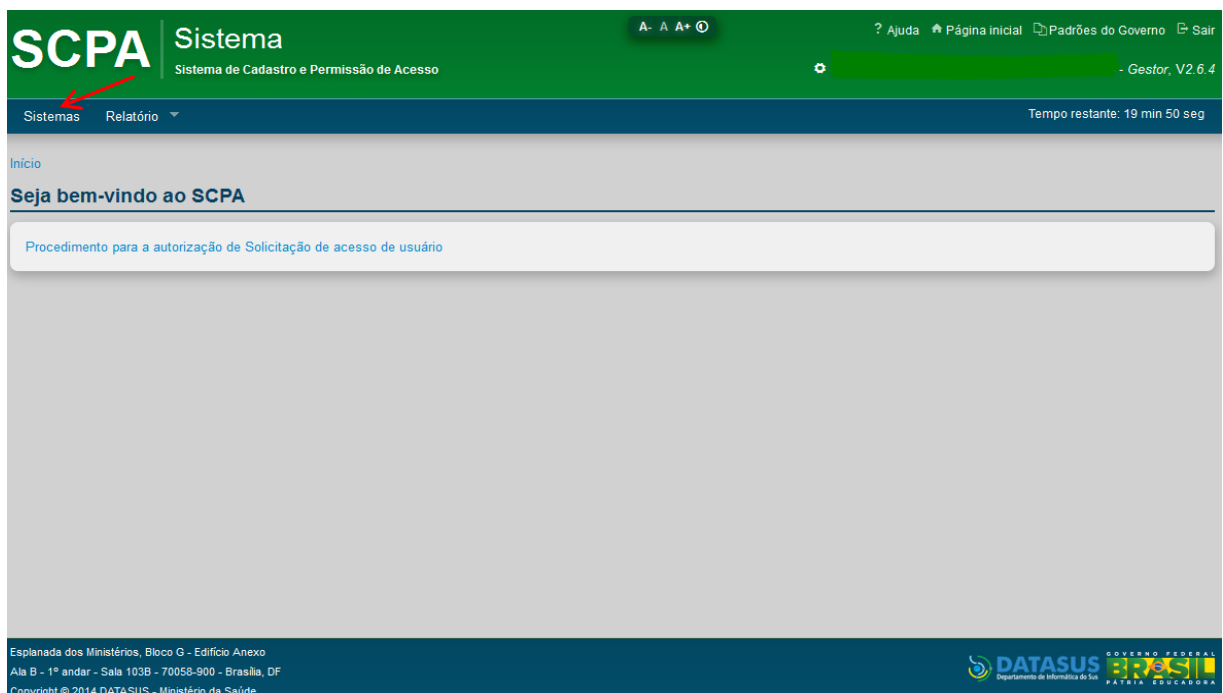 SCPA Sistema
Sistema de Cadastro e Permissão de Acesso
A- A A+
? Ajuda Página inicial Padrões do Governo Sair
- Gestor, V2.6.4
Sistemas Relatório
Tempo restante: 19 min 50 seg
Início
Seja bem-vindo ao SCPA
Procedimento para a autorização de Solicitação de acesso de usuário
Esplanada dos Ministérios, Bloco G - Edifício Anexo
Ala B - 1º andar - Sala 103B - 70058-900 - Brasília, DF
Copyright © 2014 DATASUS - Ministério da Saúde
DATASUS
Departamento de Informática do Sus
GOVERNO FEDERAL
BRASIL
PÁTRIA EDUCADORA